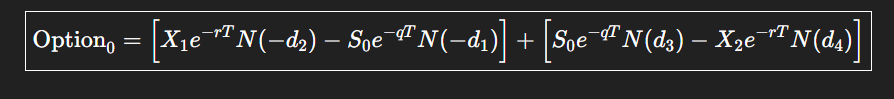 Option₀ = [X₁e^{-rT} N(-d₂) - S₀e^{-qT} N(-d₁)] + [S₀e^{-qT} N(d₃) - X₂e^{-rT} N(d₄)]